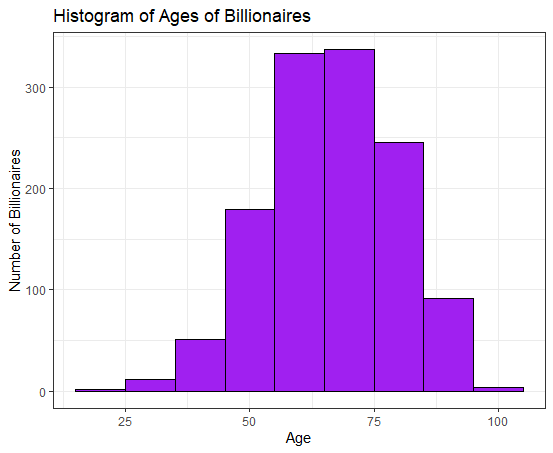 Histogram of Ages of Billionaires
Number of Billionaires
300
200
100
0
25 50 75 100
Age